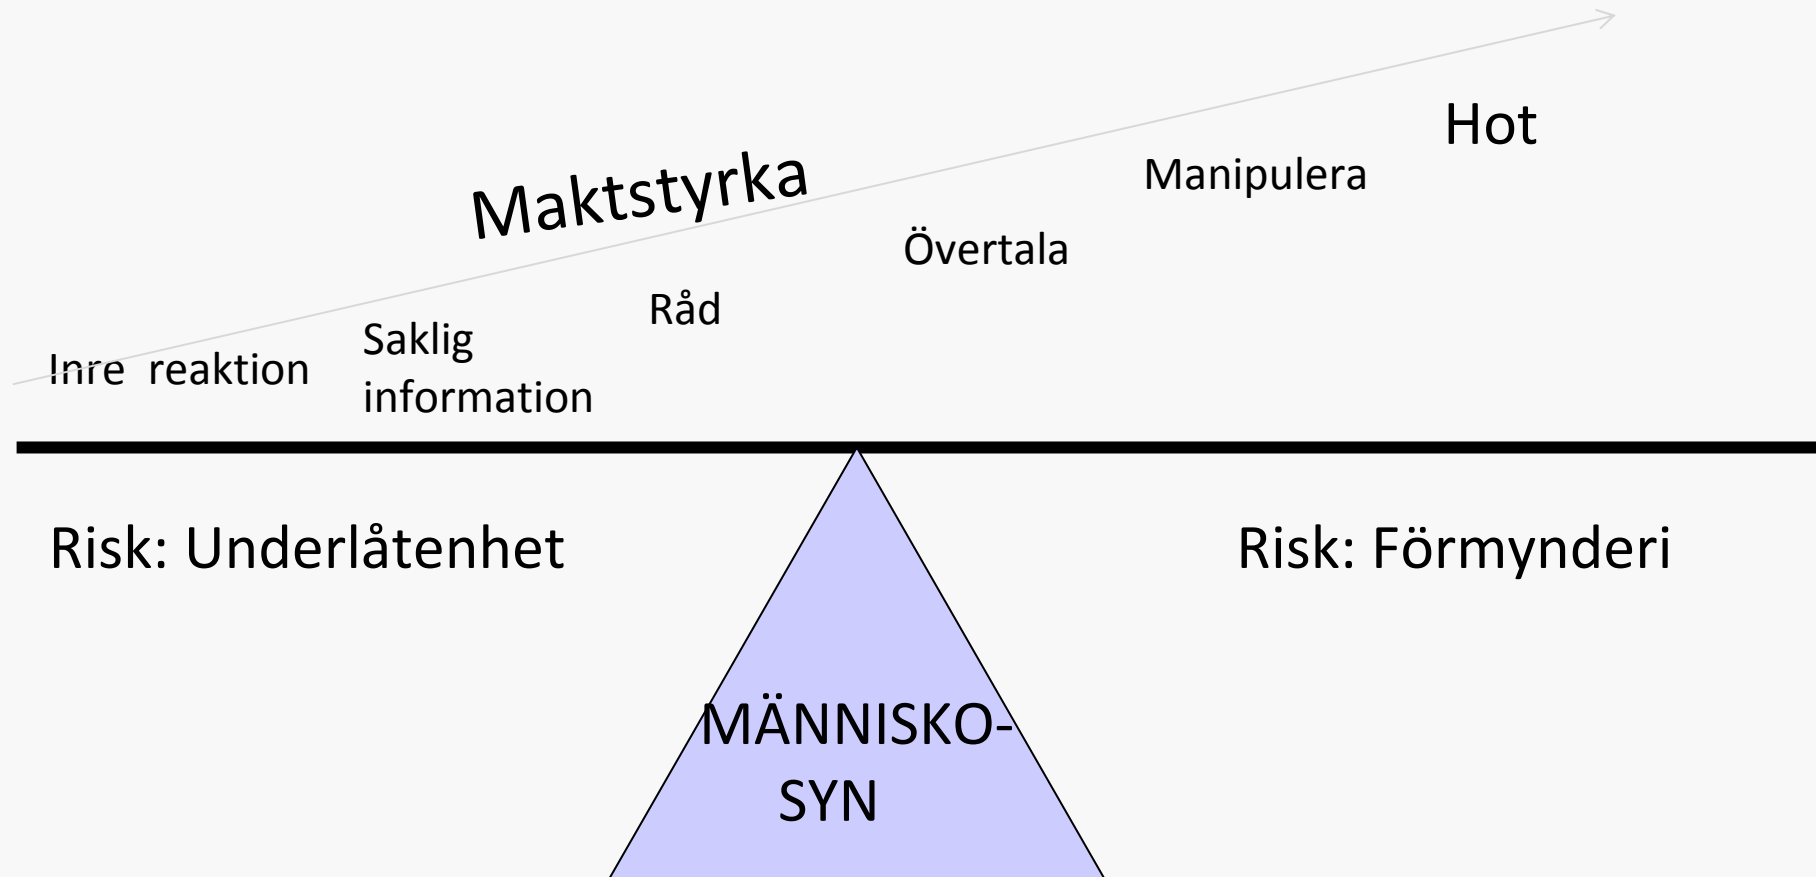 Hot
Manipulera
Maktstyrka
Övertala
Råd
Saklig
information
Inre reaktion
Risk: Underlåtenhet
Risk: Förmynderi
MÄNNISKO-
SYN